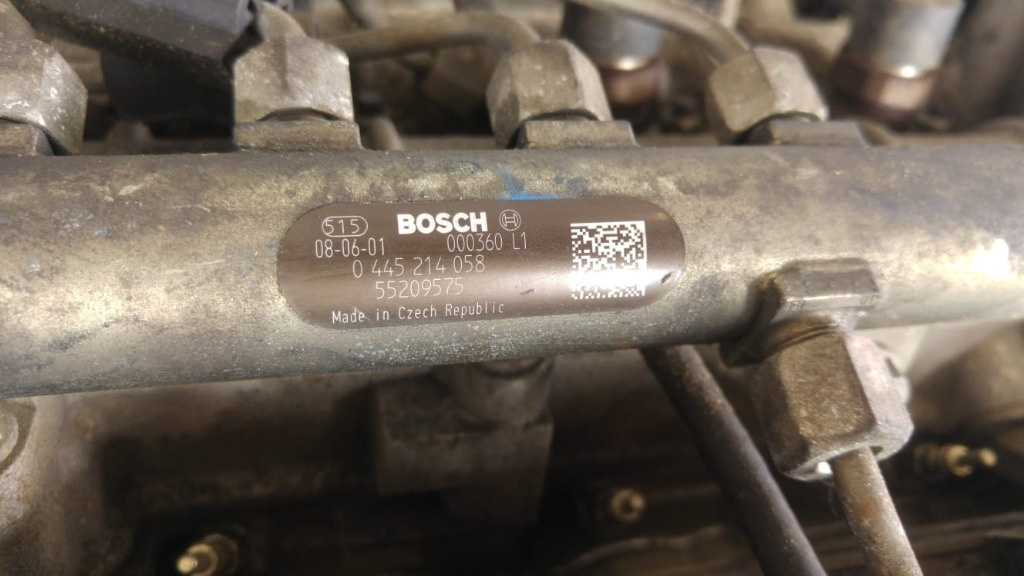 515 BOSCH
08-06-01 000360 L1
0 445 214 058
55209575
Made in Czech Republic